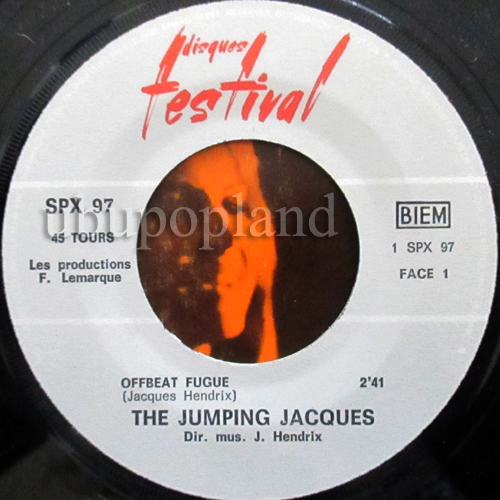 disques
festival
SPX 97
45 TOURS
Les productions
F. Lemarque
ubupopland
BIEM
1 SPX 97
FACE 1
OFFBEAT FUGUE 2'41
(Jacques Hendrix)
THE JUMPING JACQUES
Dir. mus. J. Hendrix